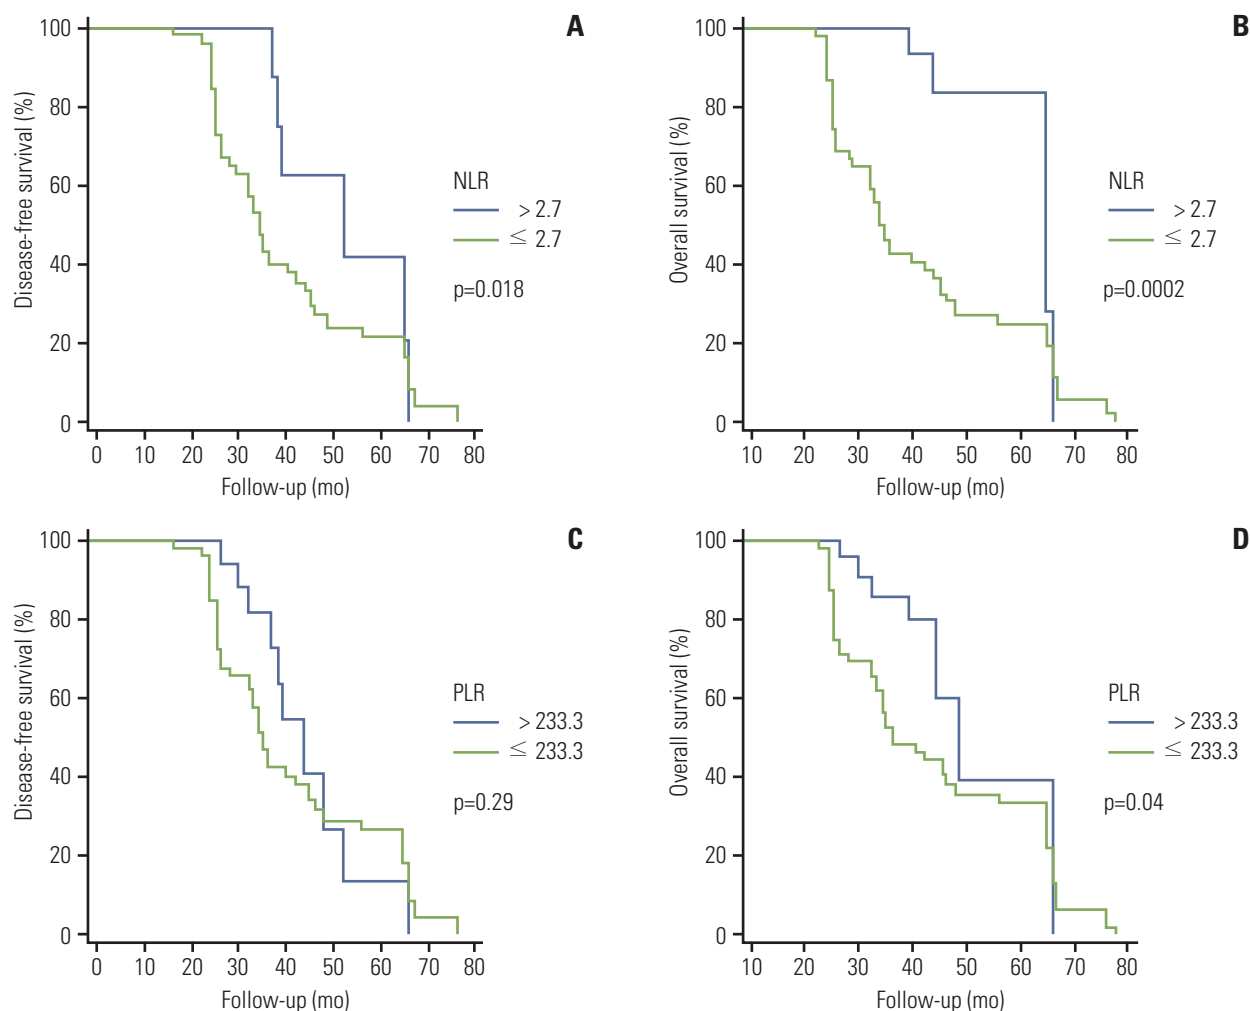 A
100
80
60
40
20
0
Disease-free survival (%)
NLR
> 2.7
≤ 2.7
p=0.018
0 10 20 30 40 50 60 70 80
Follow-up (mo)
B
100
80
60
40
20
0
Overall survival (%)
NLR
> 2.7
≤ 2.7
p=0.0002
10 20 30 40 50 60 70 80
Follow-up (mo)
C
100
80
60
40
20
0
Disease-free survival (%)
PLR
> 233.3
≤ 233.3
p=0.29
0 10 20 30 40 50 60 70 80
Follow-up (mo)
D
100
80
60
40
20
0
Overall survival (%)
PLR
> 233.3
≤ 233.3
p=0.04
10 20 30 40 50 60 70 80
Follow-up (mo)